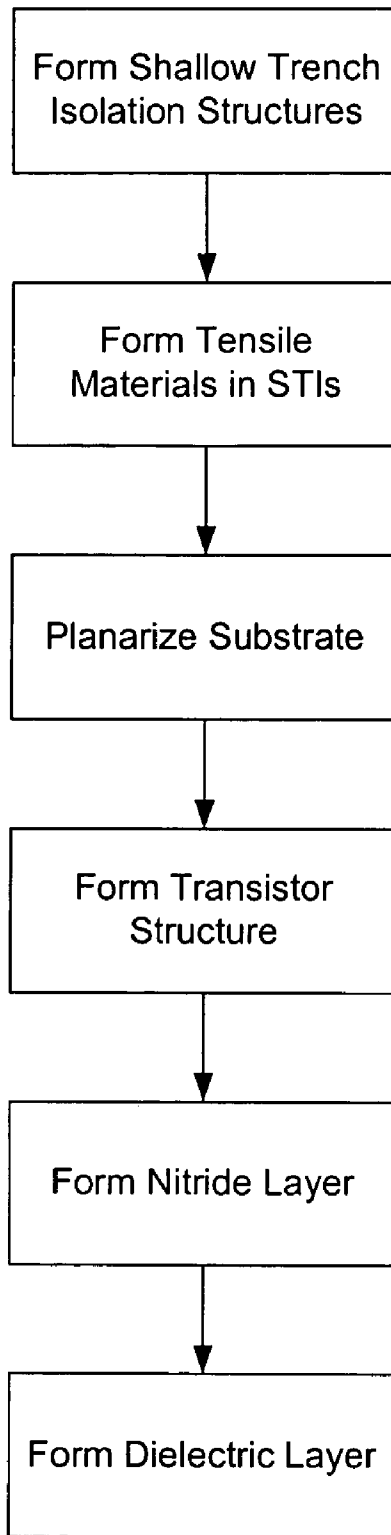 Form Shallow Trench
Isolation Structures
Form Tensile
Materials in STIs
Planarize Substrate
Form Transistor
Structure
Form Nitride Layer
Form Dielectric Layer